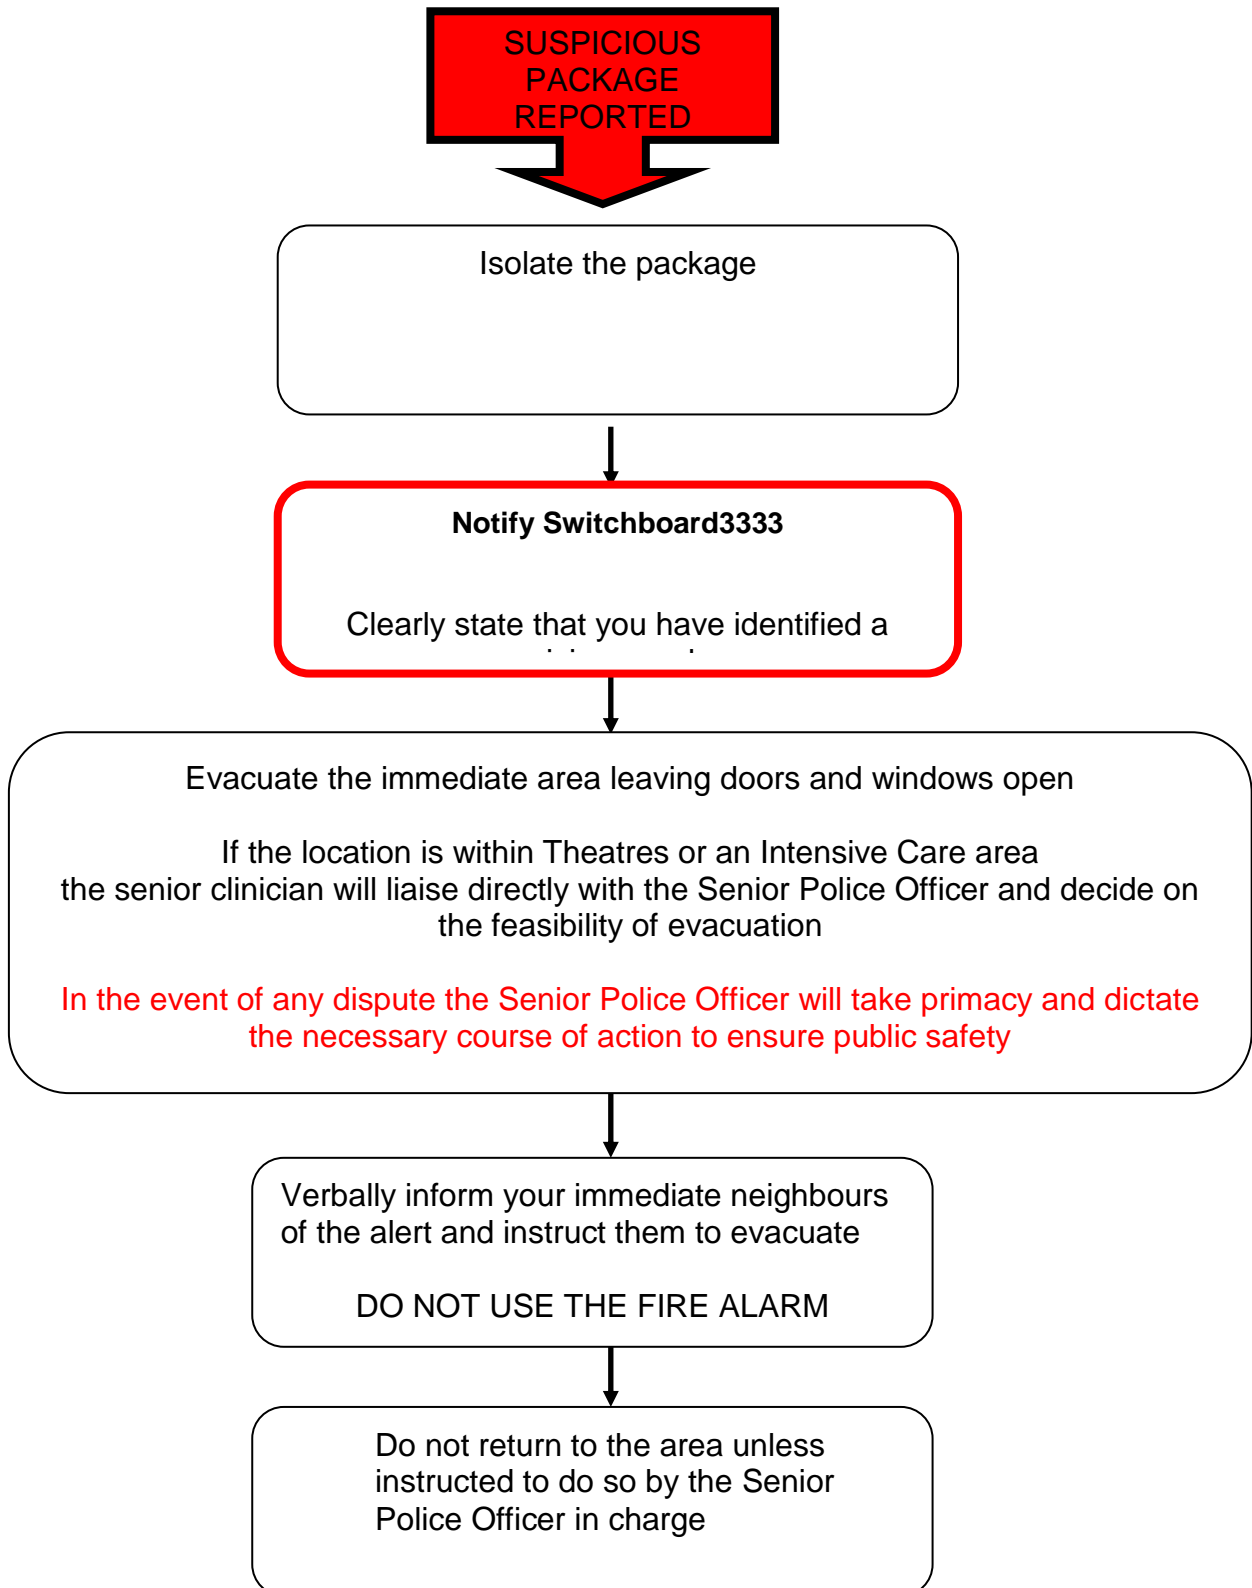 SUSPICIOUS
PACKAGE
REPORTED
Isolate the package
Notify Switchboard3333
Clearly state that you have identified a
Evacuate the immediate area leaving doors and windows open
If the location is within Theatres or an Intensive Care area
the senior clinician will liaise directly with the Senior Police Officer and decide on
the feasibility of evacuation
In the event of any dispute the Senior Police Officer will take primacy and dictate
the necessary course of action to ensure public safety
Verbally inform your immediate neighbours
of the alert and instruct them to evacuate
DO NOT USE THE FIRE ALARM
Do not return to the area unless
instructed to do so by the Senior
Police Officer in charge